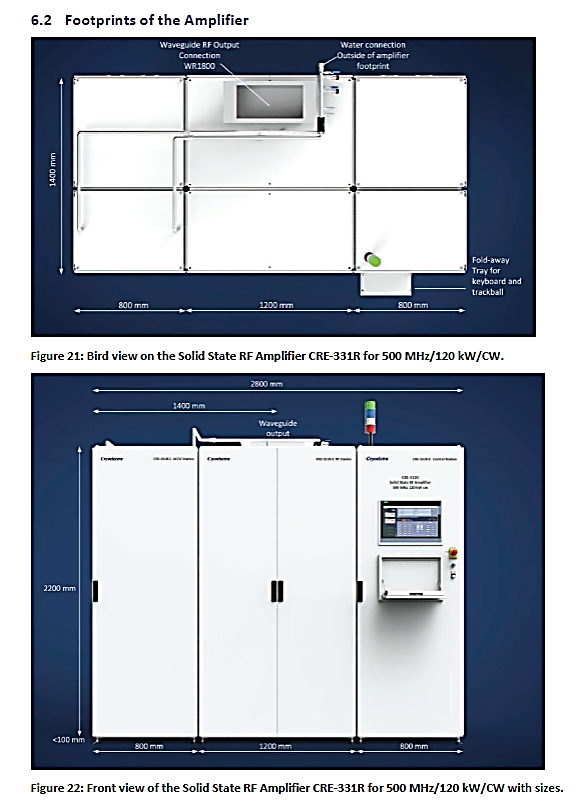 6.2 Footprints of the Amplifier
Waveguide RF Output
Connection
WR1800
Water connection
Outside of amplifier
footprint
1400 mm
Fold-away
Tray for
keyboard and
trackball
800 mm
1200 mm
800 mm
Figure 21: Bird view on the Solid State RF Amplifier CRE-331R for 500 MHz/120 kW/CW.
2800 mm
1400 mm
Waveguide
output
Solid State RF Amplifier
2200 mm
<100 mm
800 mm
1200 mm
800 mm
Figure 22: Front view of the Solid State RF Amplifier CRE-331R for 500 MHz/120 kW/CW with sizes.